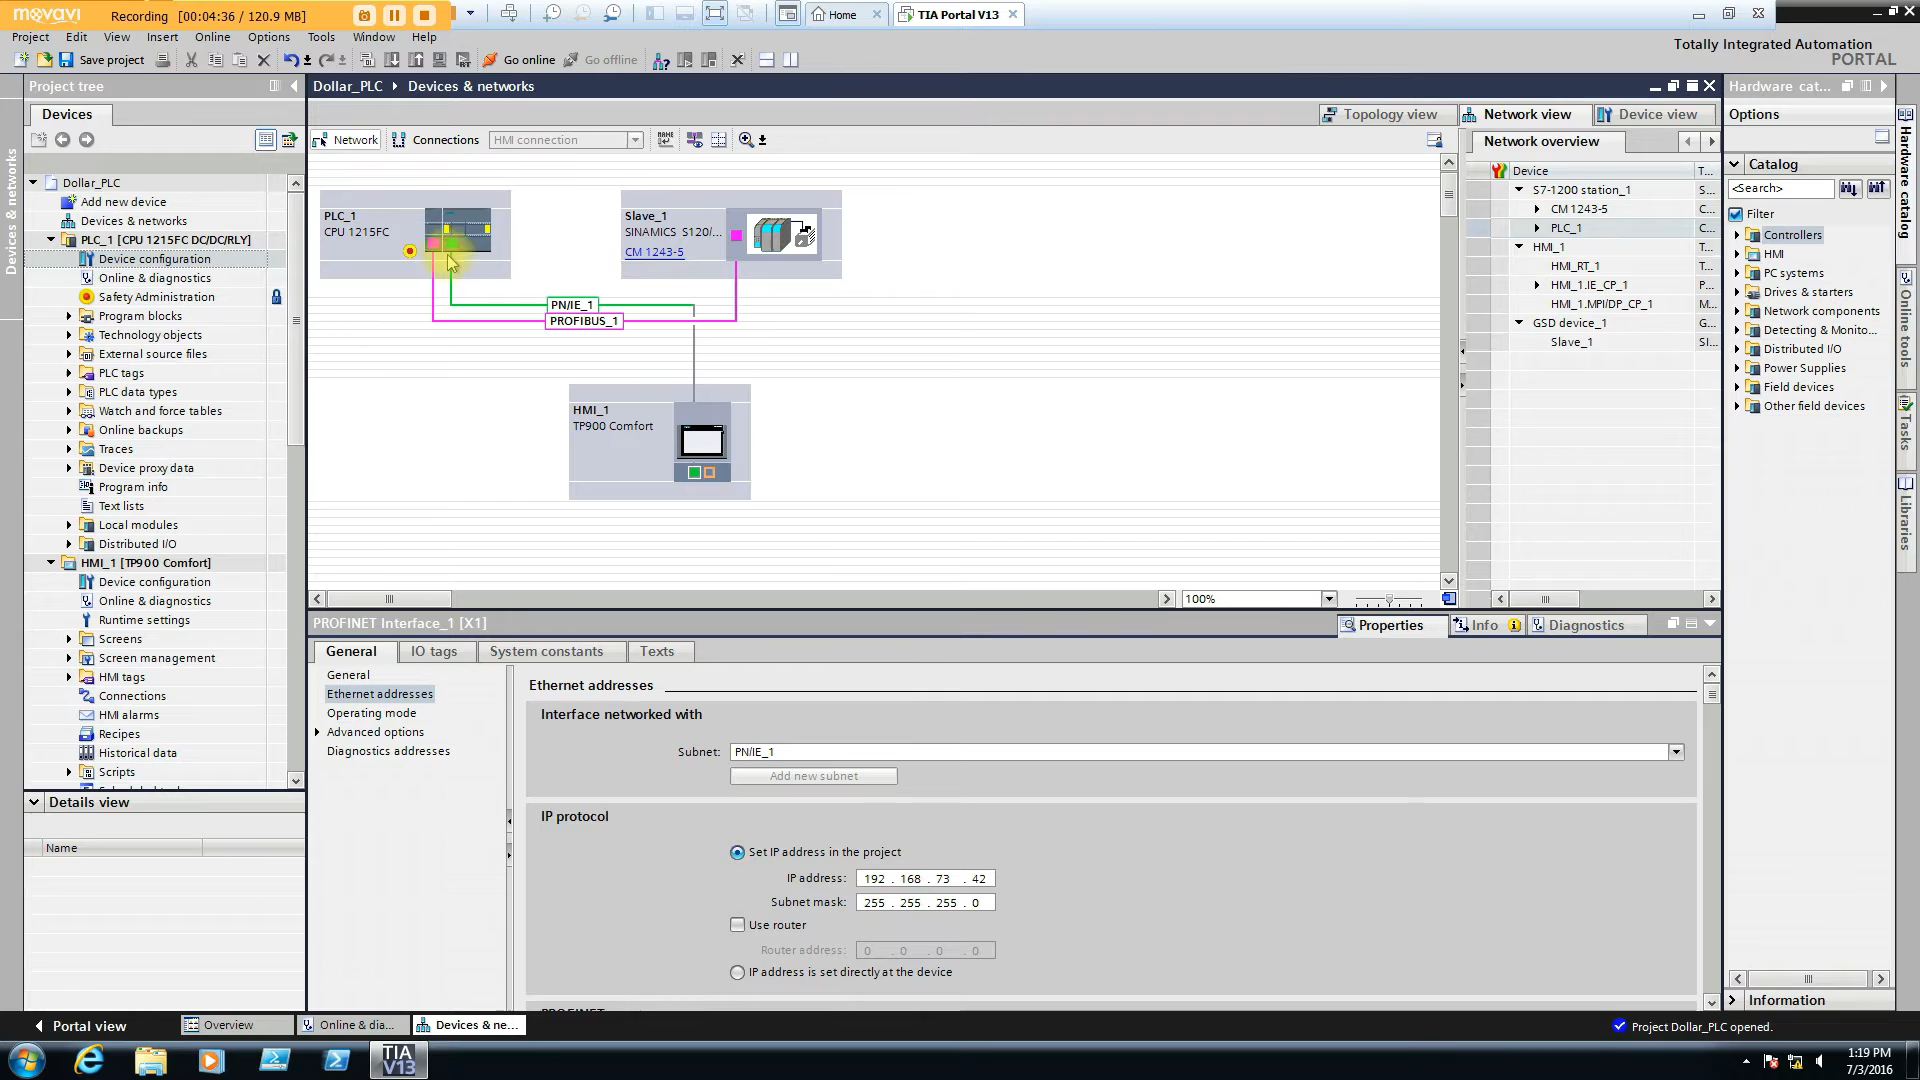 movavi Recording (00:04:36 / 120.9 MB)
Home
TIA Portal V13
Project Edit View Insert Online Options Tools Window Help
Totally Integrated Automation
PORTAL
Save project
Go online
Go offline
Project tree
Dollar_PLC
Devices & networks
Hardware cat...
Devices
Topology view
Network view
Device view
Options
Network
Connections
HMI connection
NAME
Network overview
Device
T...
Catalog
<Search>
Filter
Controllers
HMI
PC systems
Drives & starters
Network components
Detecting & Monito...
Distributed I/O
Power Supplies
Field devices
Other field devices
Devices & networks
Hardware catalog
Online tools
Tasks
Libraries
Dollar_PLC
Add new device
Devices & networks
PLC_1 [CPU 1215FC DC/DC/RLY]
Device configuration
Online & diagnostics
Safety Administration
Program blocks
Technology objects
External source files
PLC tags
PLC data types
Watch and force tables
Online backups
Traces
Device proxy data
Program info
Text lists
Local modules
Distributed I/O
HMI_1 [TP900 Comfort]
Device configuration
Online & diagnostics
Runtime settings
Screens
Screen management
HMI tags
Connections
HMI alarms
Recipes
Historical data
Scripts
PLC_1
CPU 1215FC
Slave_1
SINAMICS S120/...
CM 1243-5
PN/IE_1
PROFIBUS_1
HMI_1
TP900 Comfort
S7-1200 station_1 S...
CM 1243-5 C...
PLC_1 C...
HMI_1 T...
HMI_RT_1 T...
HMI_1.IE_CP_1 P...
HMI_1.MPI/DP_CP_1 M...
GSD device_1 G...
Slave_1 SI...
100%
PROFINET Interface_1 [X1]
Properties
Info
Diagnostics
General
IO tags
System constants
Texts
General
Ethernet addresses
Operating mode
Advanced options
Diagnostics addresses
Ethernet addresses
Interface networked with
Subnet: PN/IE_1
Add new subnet
IP protocol
Set IP address in the project
IP address: 192 . 168 . 73 . 42
Subnet mask: 255 . 255 . 255 . 0
Use router
Router address: 0 . 0 . 0 . 0
IP address is set directly at the device
Details view
Name
Information
Portal view
Overview
Online & dia...
Devices & ne...
Project Dollar_PLC opened.
TIA
V13
1:19 PM
7/3/2016